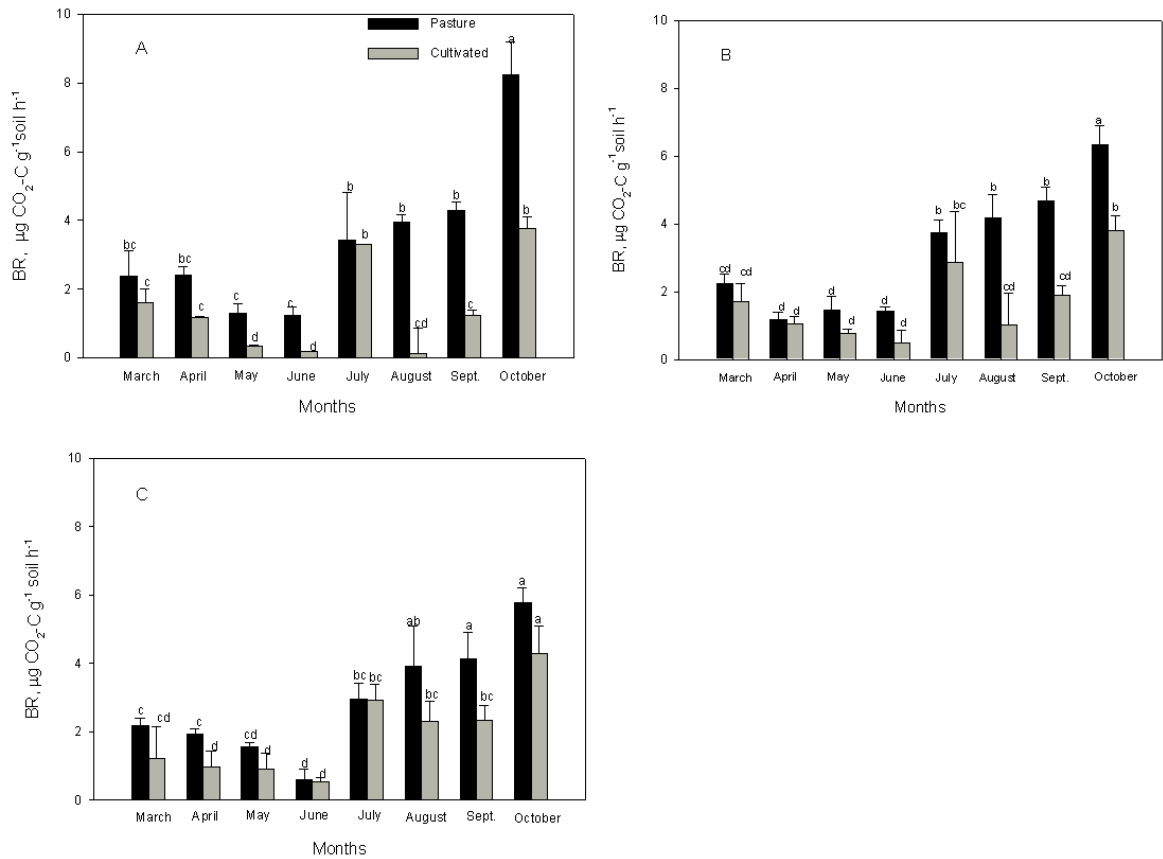 A
Pasture
Cultivated
10
8
6
4
2
0
BR, µg CO₂-C g⁻¹soil h⁻¹
bc
c
bc
c
c
d
c
d
b
b
b
cd
b
c
a
b
March April May June July August Sept. October
Months
B
10
8
6
4
2
0
BR, µg CO₂-C g⁻¹soil h⁻¹
cd
cd
d
d
d
d
d
d
b
bc
b
cd
b
cd
a
b
March April May June July August Sept. October
Months
C
10
8
6
4
2
0
BR, µg CO₂-C g⁻¹ soil h⁻¹
c
cd
c
d
cd
d
d
d
bc
bc
ab
bc
a
bc
a
a
March April May June July August Sept. October
Months